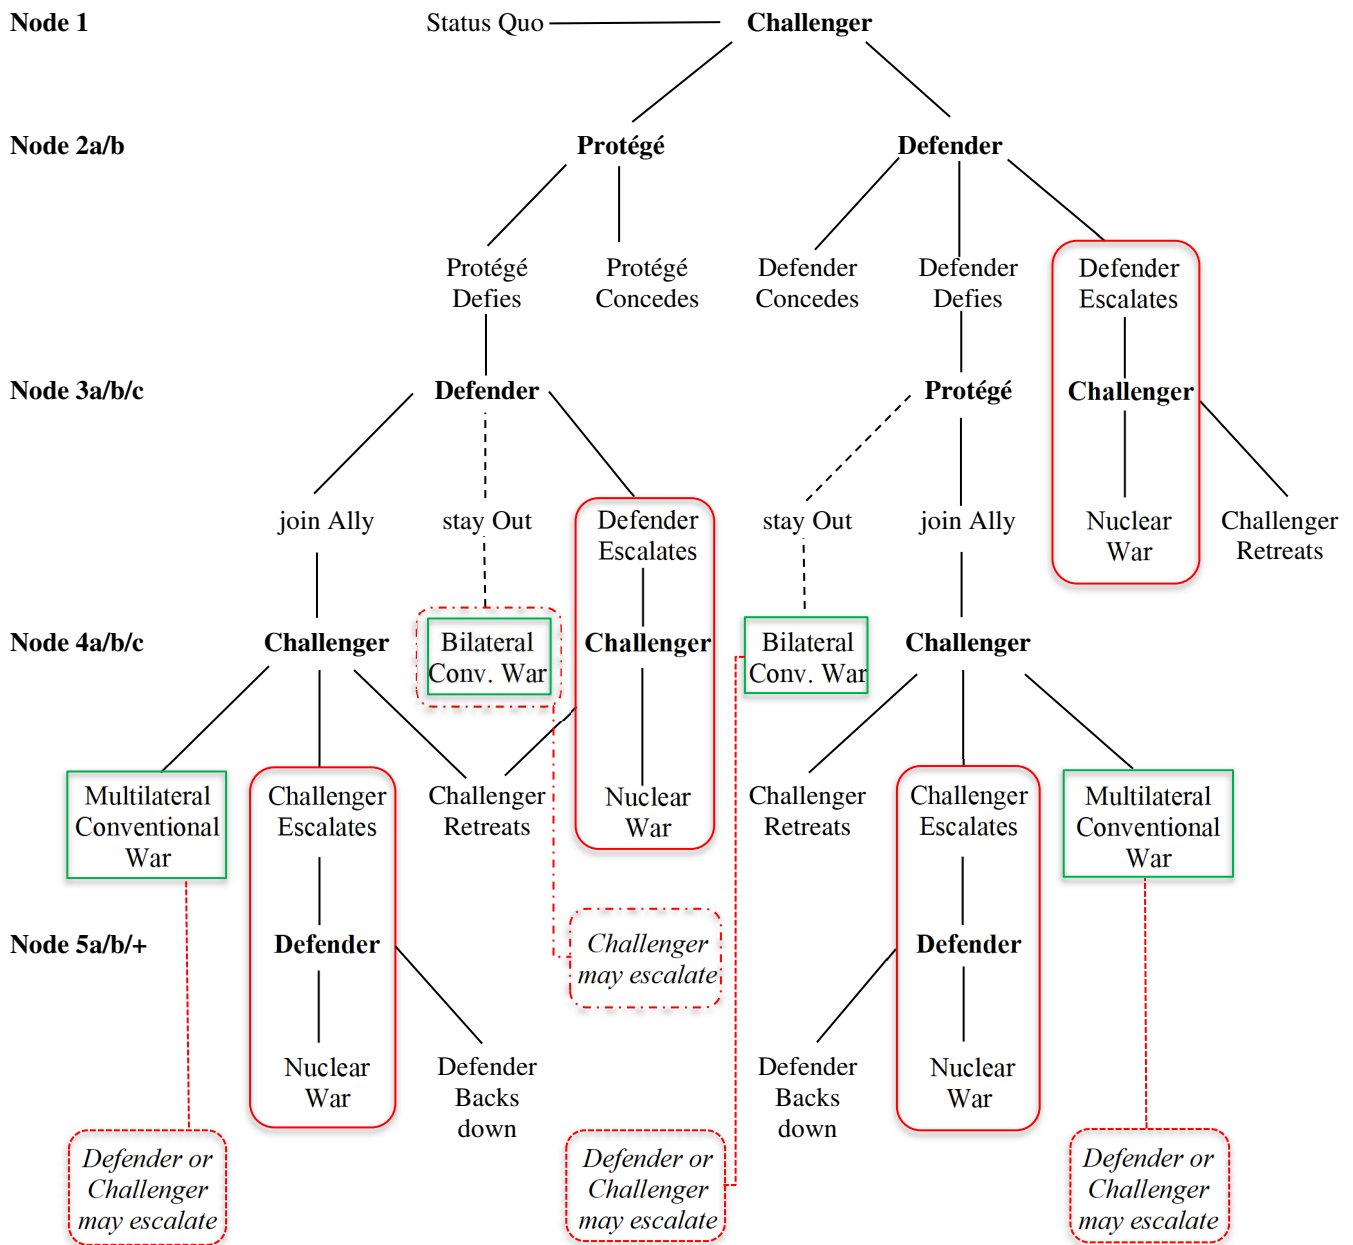 Node 1
Status Quo
Challenger
Node 2a/b
Protégé
Defender
Protégé
Defies
Protégé
Concedes
Defender
Concedes
Defender
Defies
Defender
Escalates
Node 3a/b/c
Defender
Protégé
Challenger
join Ally
stay Out
Defender
Escalates
stay Out
join Ally
Nuclear
War
Challenger
Retreats
Node 4a/b/c
Challenger
Bilateral
Conv. War
Challenger
Bilateral
Conv. War
Challenger
Multilateral
Conventional
War
Challenger
Escalates
Challenger
Retreats
Nuclear
War
Challenger
Retreats
Challenger
Escalates
Multilateral
Conventional
War
Node 5a/b/+
Defender
Challenger
may escalate
Defender
Nuclear
War
Defender
Backs
down
Defender
Backs
down
Nuclear
War
Defender or
Challenger
may escalate
Defender or
Challenger
may escalate
Defender or
Challenger
may escalate